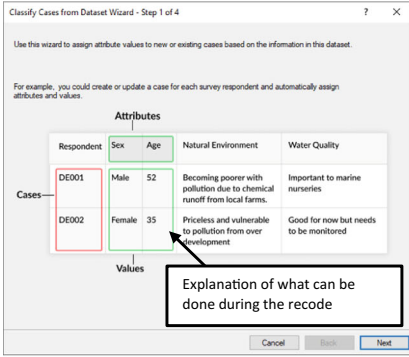 Classify Cases from Dataset Wizard - Step 1 of 4
Use this wizard to assign attribute values to new or existing cases based on the information in this dataset.
For example, you could create or update a case for each survey respondent and automatically assign
attributes and values.
Attributes
Respondent Sex Age Natural Environment Water Quality
Cases
DE001 Male 52 Becoming poorer with Important to marine
pollution due to chemical nurseries
runoff from local farms.
DE002 Female 35 Priceless and vulnerable Good for now but needs
to pollution from over to be monitored
development
Values
Explanation of what can be
done during the recode
Cancel Back Next